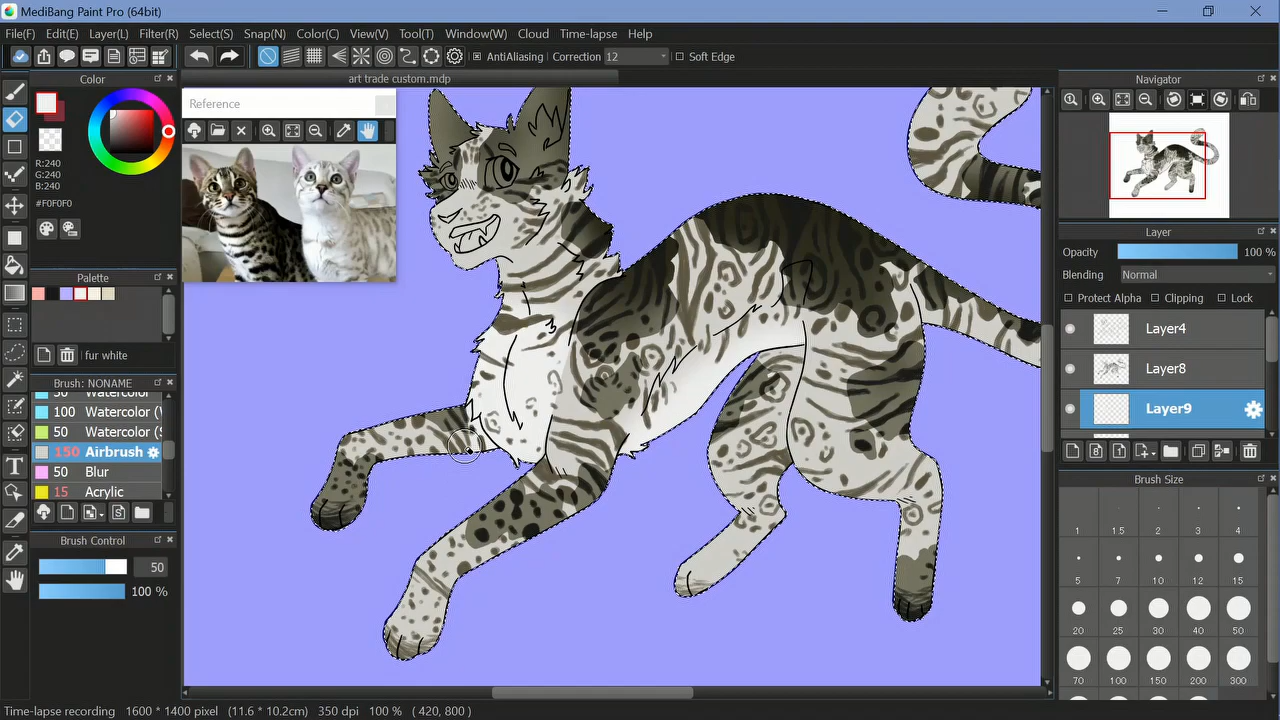 MediBang Paint Pro (64bit)
File(F) Edit(E) Layer(L) Filter(R) Select(S) Snap(N) Color(C) View(V) Tool(T) Window(W) Cloud Time-lapse Help
AntiAliasing Correction 12 Soft Edge
art trade custom.mdp
Color
R:240
G:240
B:240
#F0F0F0
Palette
fur white
Brush: NONAME
50 Watercolor
100 Watercolor (
50 Watercolor (
150 Airbrush
50 Blur
15 Acrylic
Brush Control
50
100 %
Reference
Navigator
Layer
Opacity 100 %
Blending Normal
Protect Alpha Clipping Lock
Layer4
Layer8
Layer9
Brush Size
1 1.5 2 3 4
5 7 10 12 15
20 25 30 40 50
70 100 150 200 300
Time-lapse recording 1600 * 1400 pixel (11.6 * 10.2cm) 350 dpi 100 % ( 420, 800 )